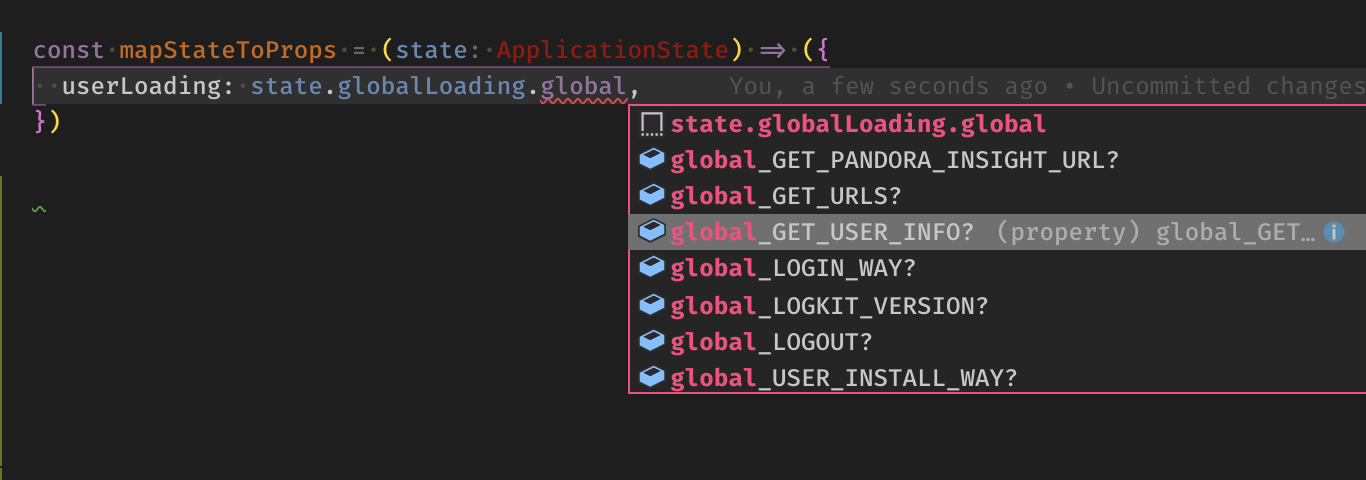 const mapStateToProps = (state: ApplicationState) => ({
userLoading: state.globalLoading.global, You, a few seconds ago • Uncommitted changes
})
state.globalLoading.global
global_GET_PANDORA_INSIGHT_URL?
global_GET_URLS?
global_GET_USER_INFO? (property) global_GET…
global_LOGIN_WAY?
global_LOGKIT_VERSION?
global_LOGOUT?
global_USER_INSTALL_WAY?